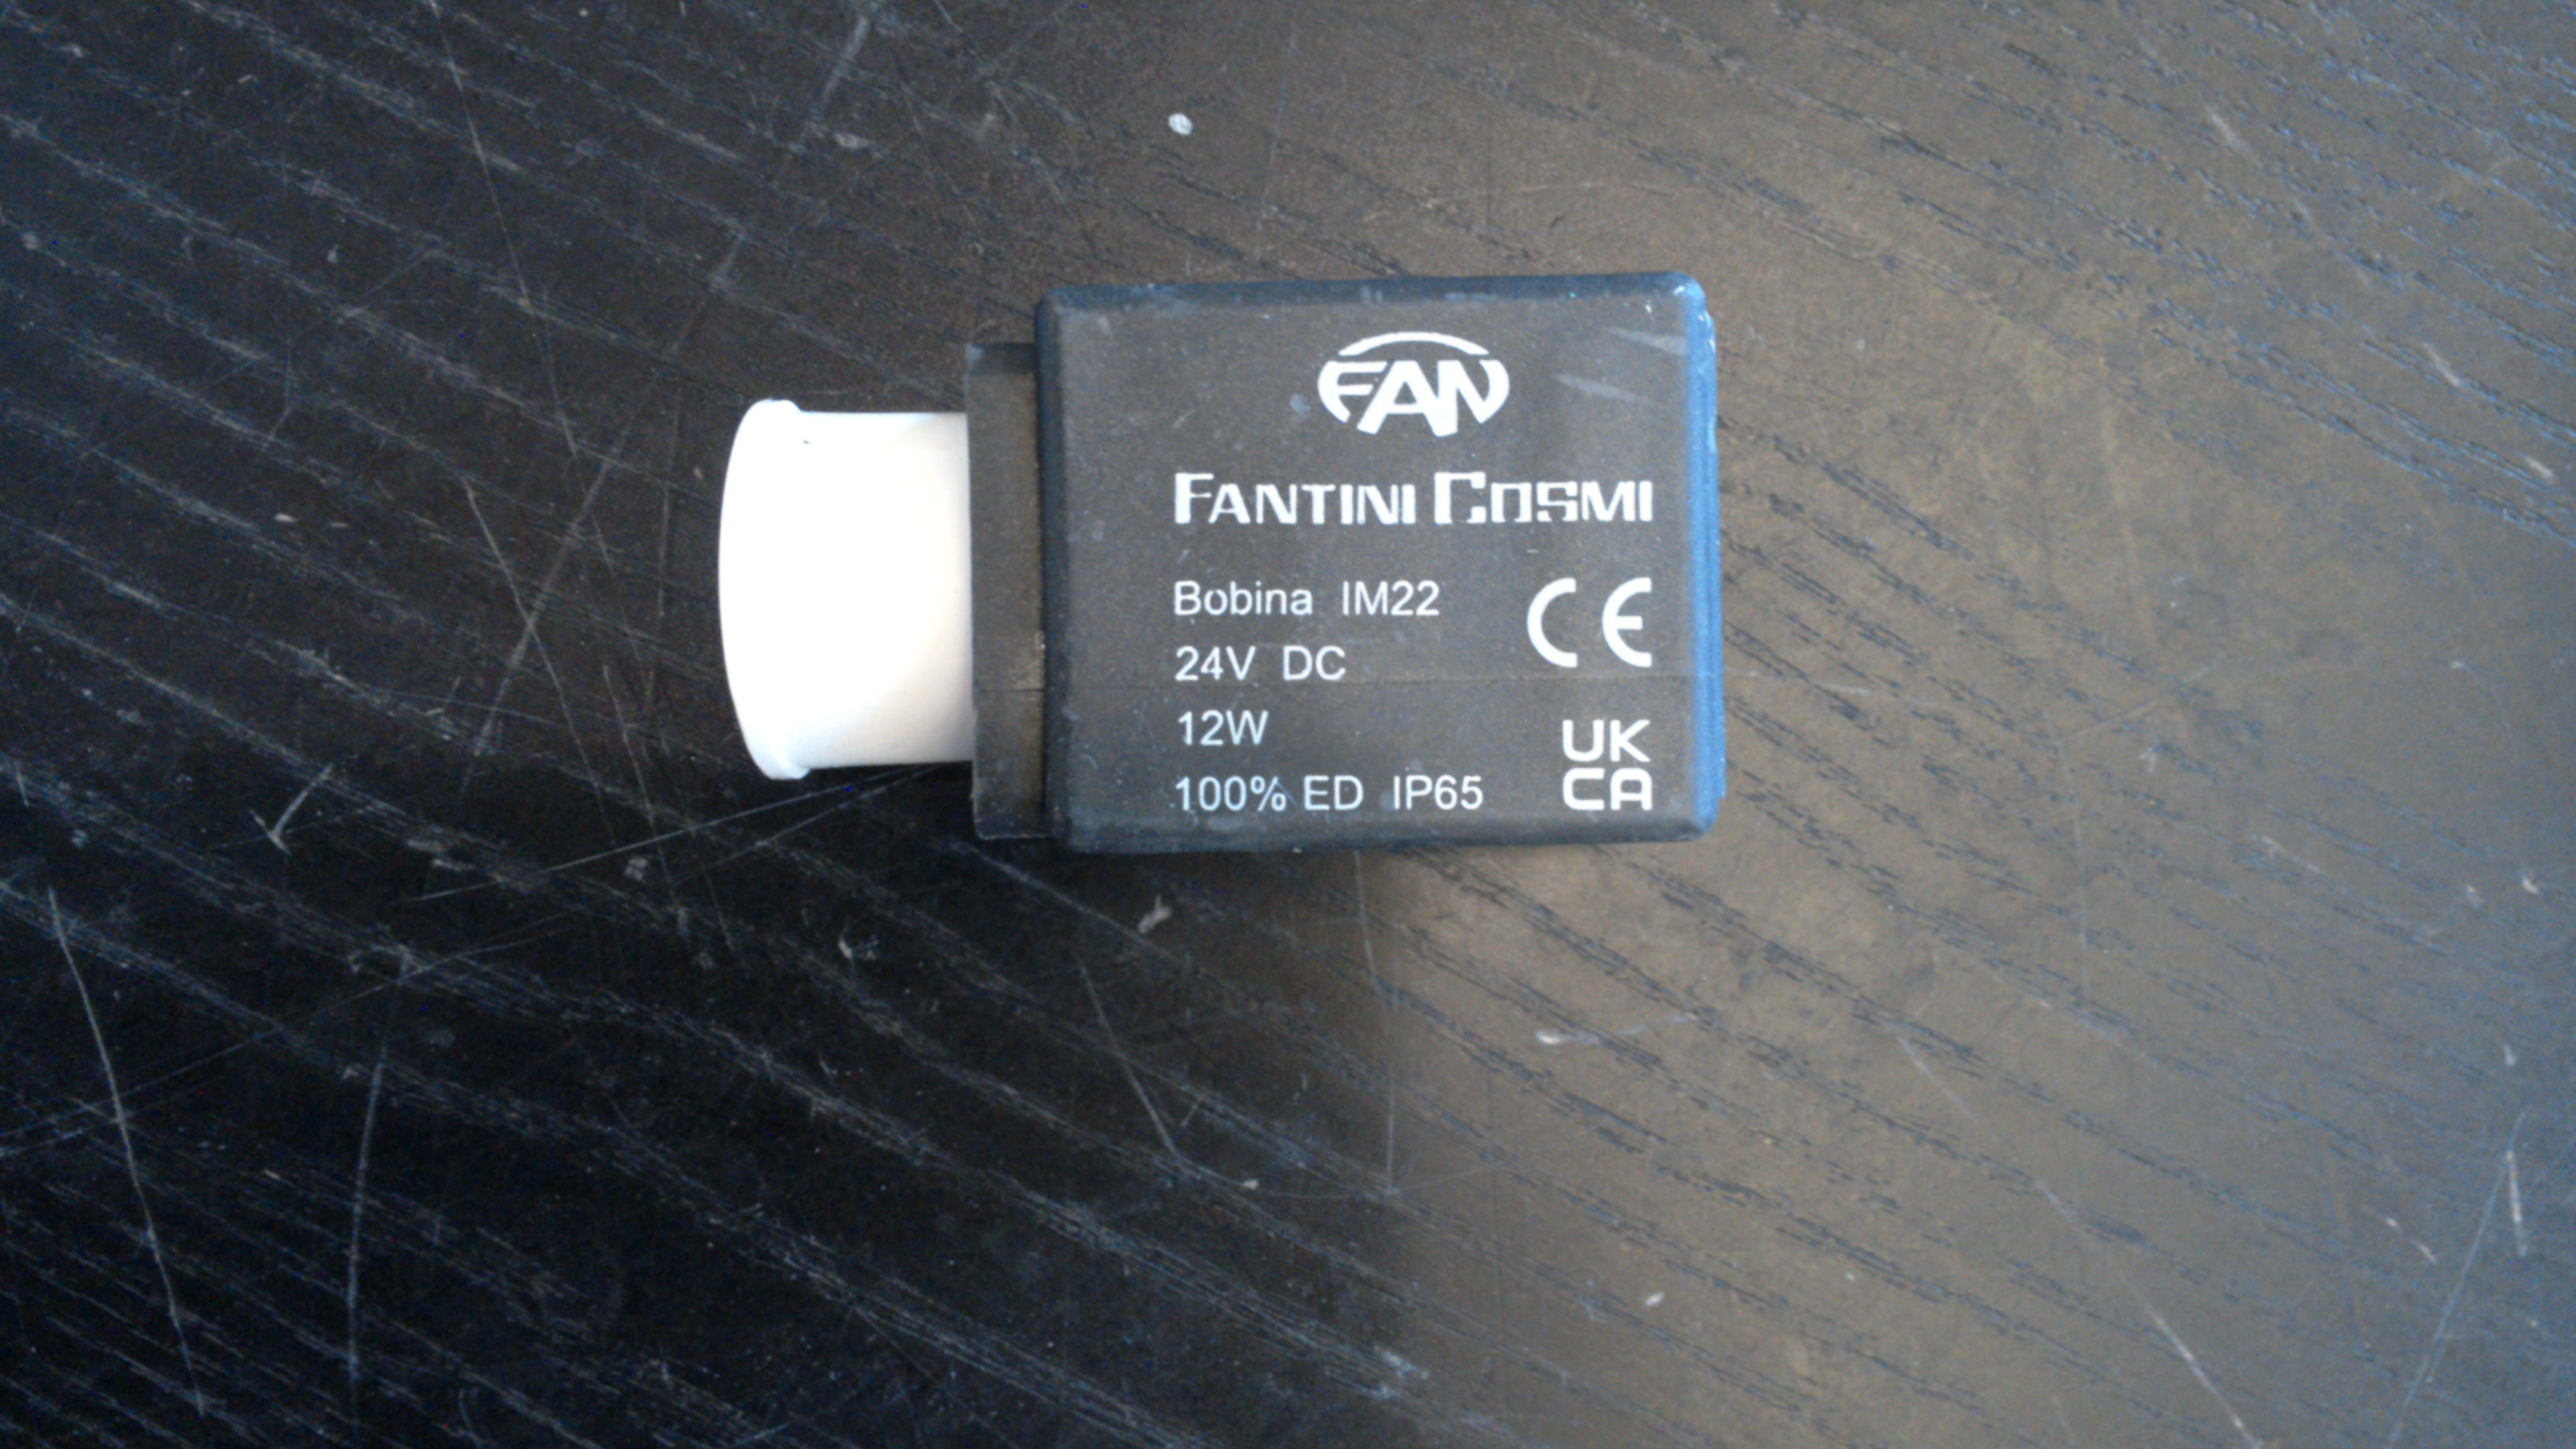 FAN
FANTINI COSMI
Bobina IM22
24V DC
CE
12W
100% ED IP65
UK
CA